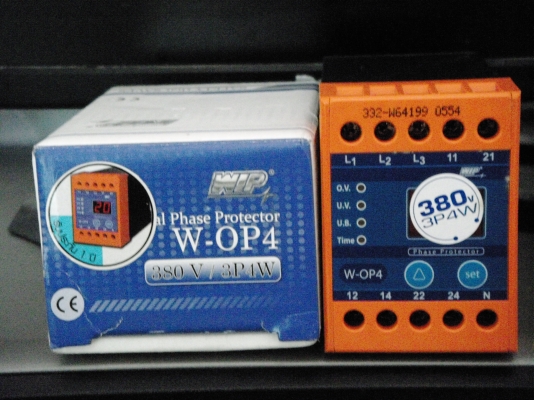 WIP
al Phase Protector
W-OP4
380 V / 3P4W
CE
20
332-W64199 0554
L1 L2 L3 11 21
WIP
O.V.
U.V.
U.B.
Time
380V
3P4W
Phase Protector
W-OP4
set
12 14 22 24 N